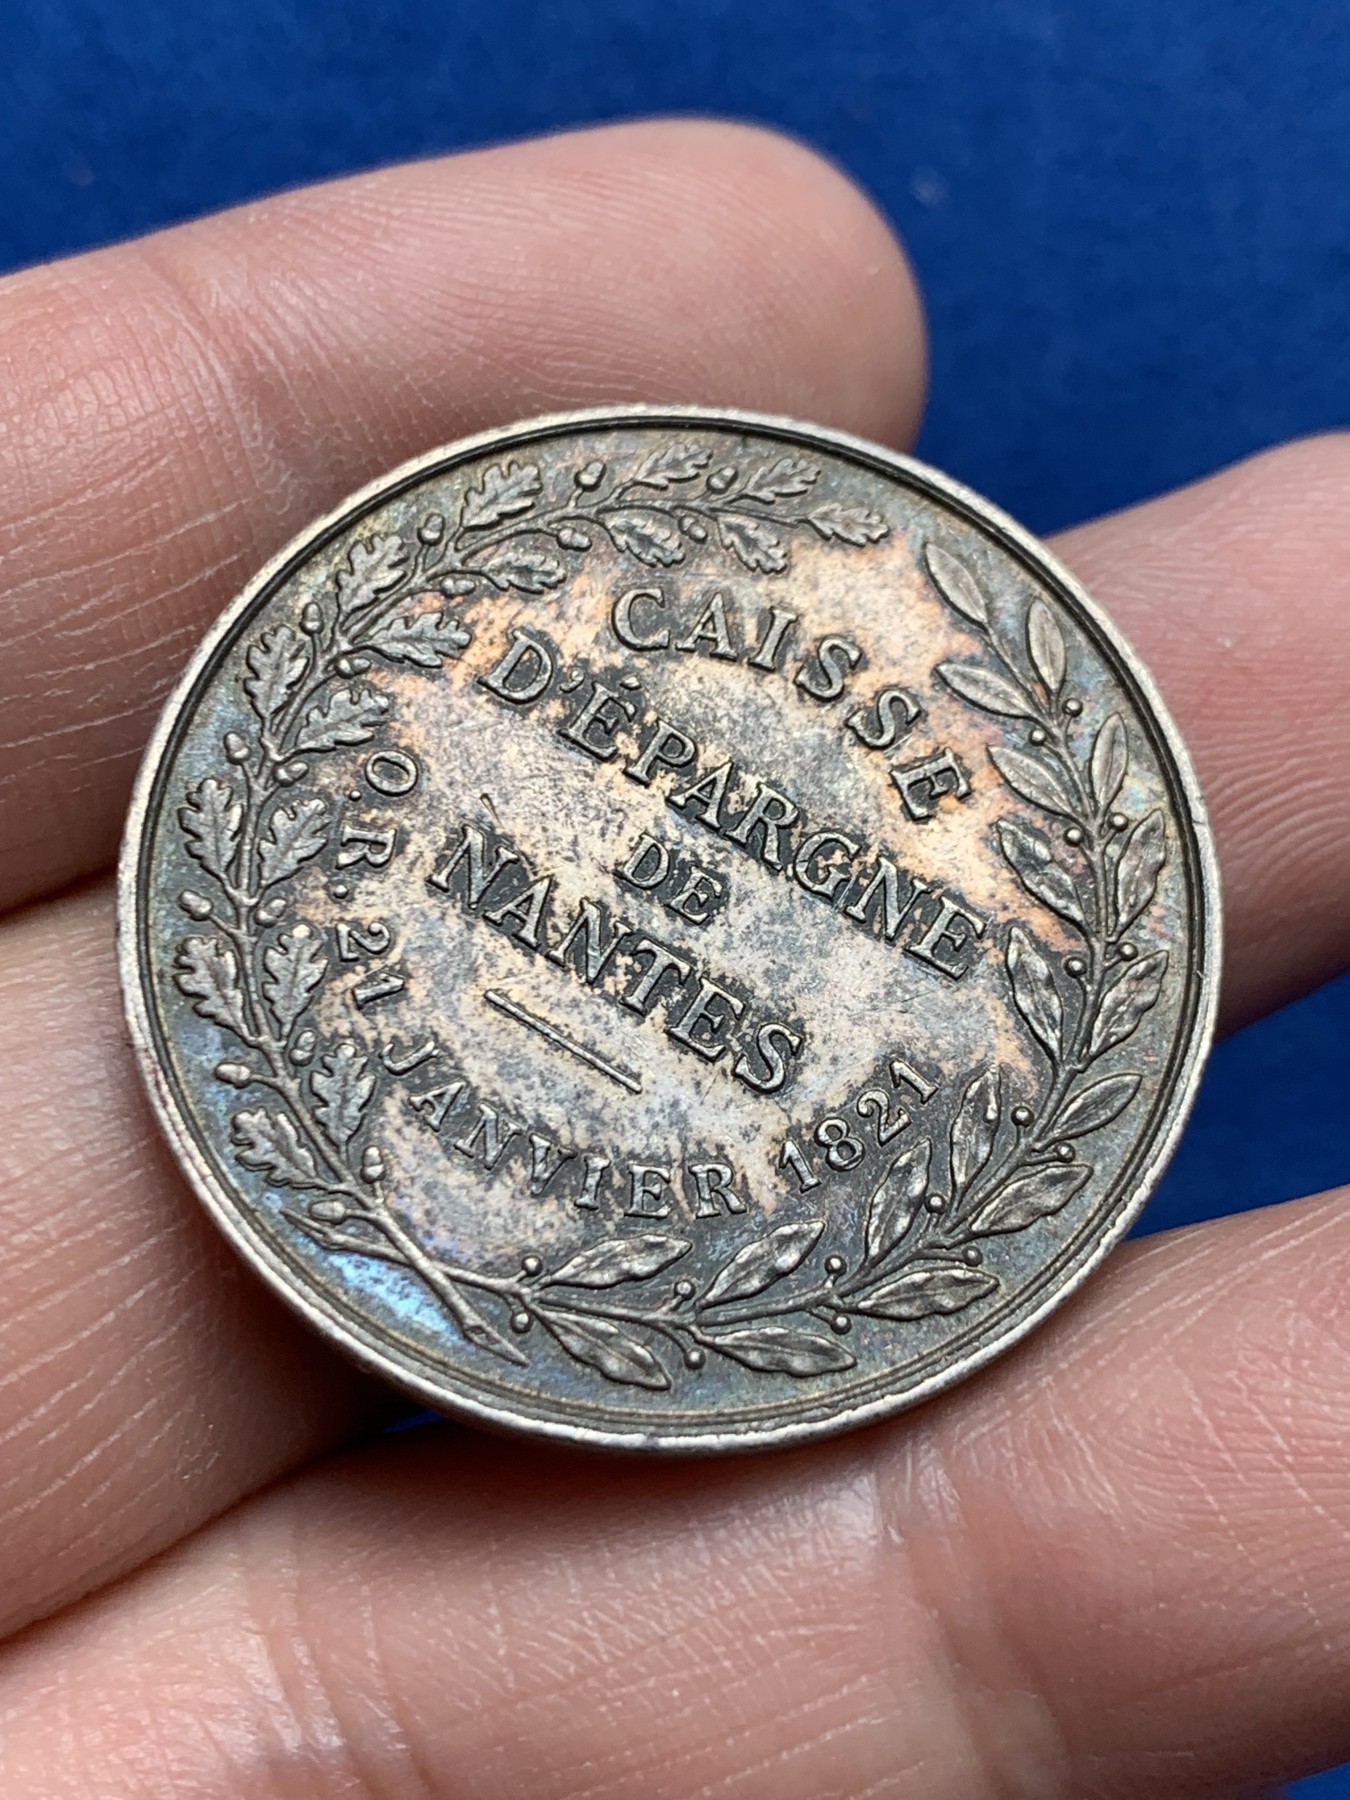 CAISSE
D'ÉPARGNE
DE
NANTES
O.R. 21 JANVIER 1821